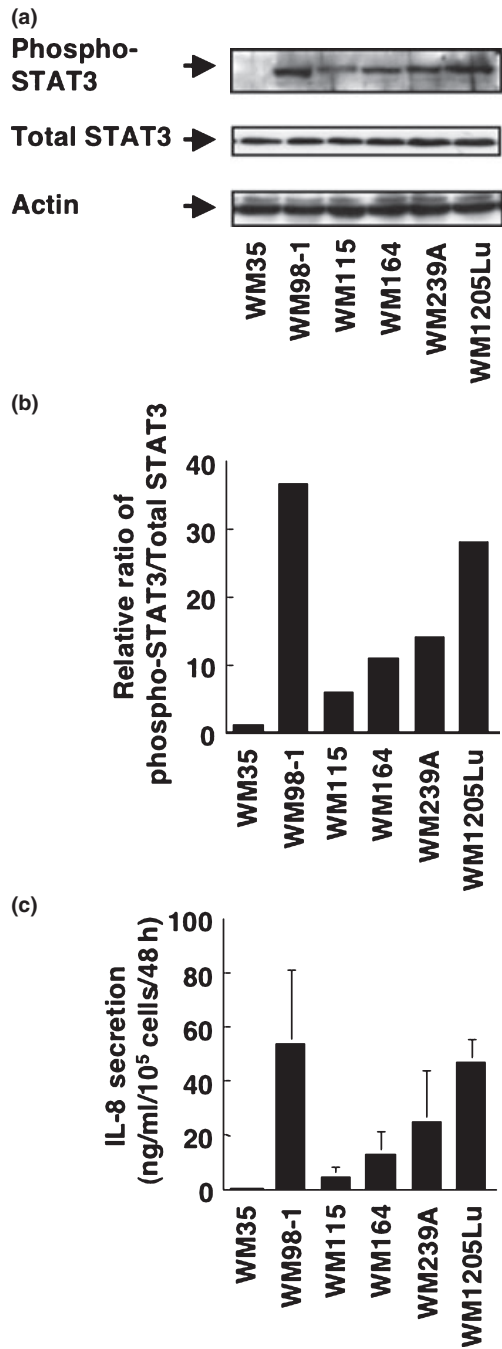 (a)
Phospho-
STAT3
Total STAT3
Actin
WM35
WM98-1
WM115
WM164
WM239A
WM1205Lu
(b)
Relative ratio of
phospho-STAT3/Total STAT3
40
30
20
10
0
WM35
WM98-1
WM115
WM164
WM239A
WM1205Lu
(c)
IL-8 secretion
(ng/ml/10⁵ cells/48 h)
100
80
60
40
20
0
WM35
WM98-1
WM115
WM164
WM239A
WM1205Lu